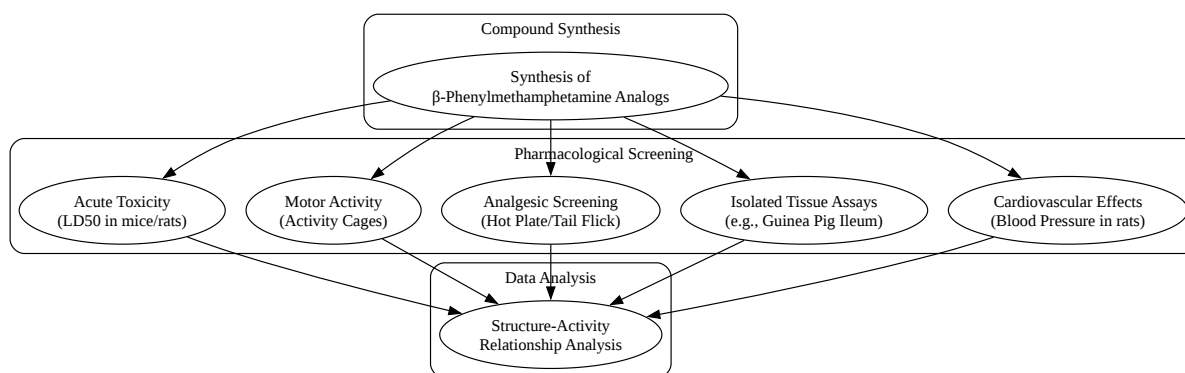 Compound Synthesis
Synthesis of
β-Phenylmethamphetamine Analogs
Pharmacological Screening
Acute Toxicity
(LD50 in mice/rats)
Motor Activity
(Activity Cages)
Analgesic Screening
(Hot Plate/Tail Flick)
Isolated Tissue Assays
(e.g., Guinea Pig Ileum)
Cardiovascular Effects
(Blood Pressure in rats)
Data Analysis
Structure-Activity
Relationship Analysis